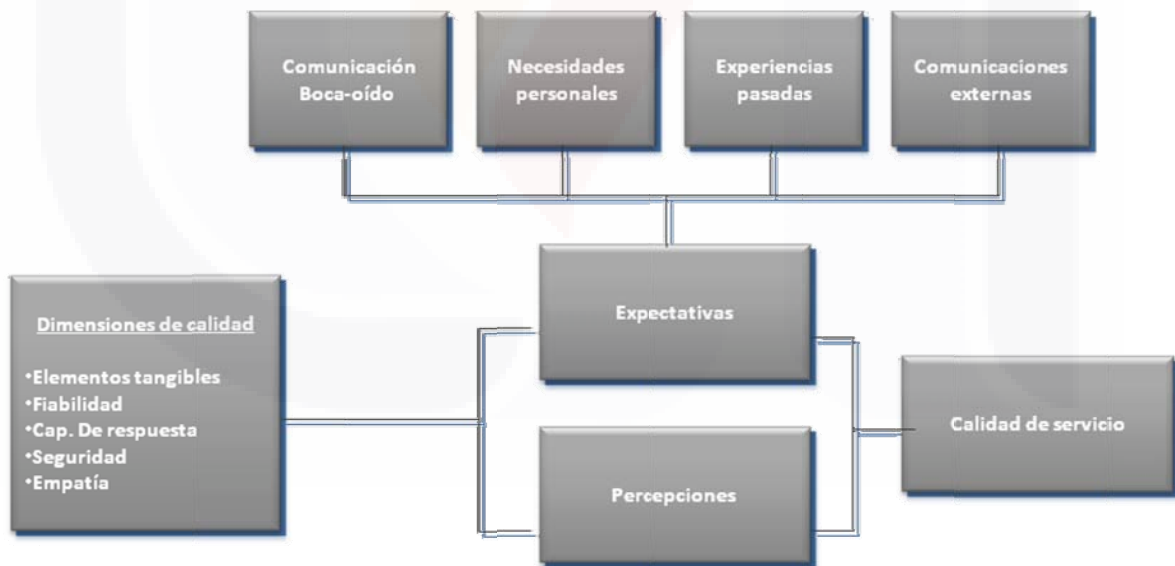 Comunicación
Boca-oído
Necesidades
personales
Experiencias
pasadas
Comunicaciones
externas
Expectativas
Dimensiones de calidad
•Elementos tangibles
•Fiabilidad
•Cap. De respuesta
•Seguridad
•Empatía
Calidad de servicio
Percepciones